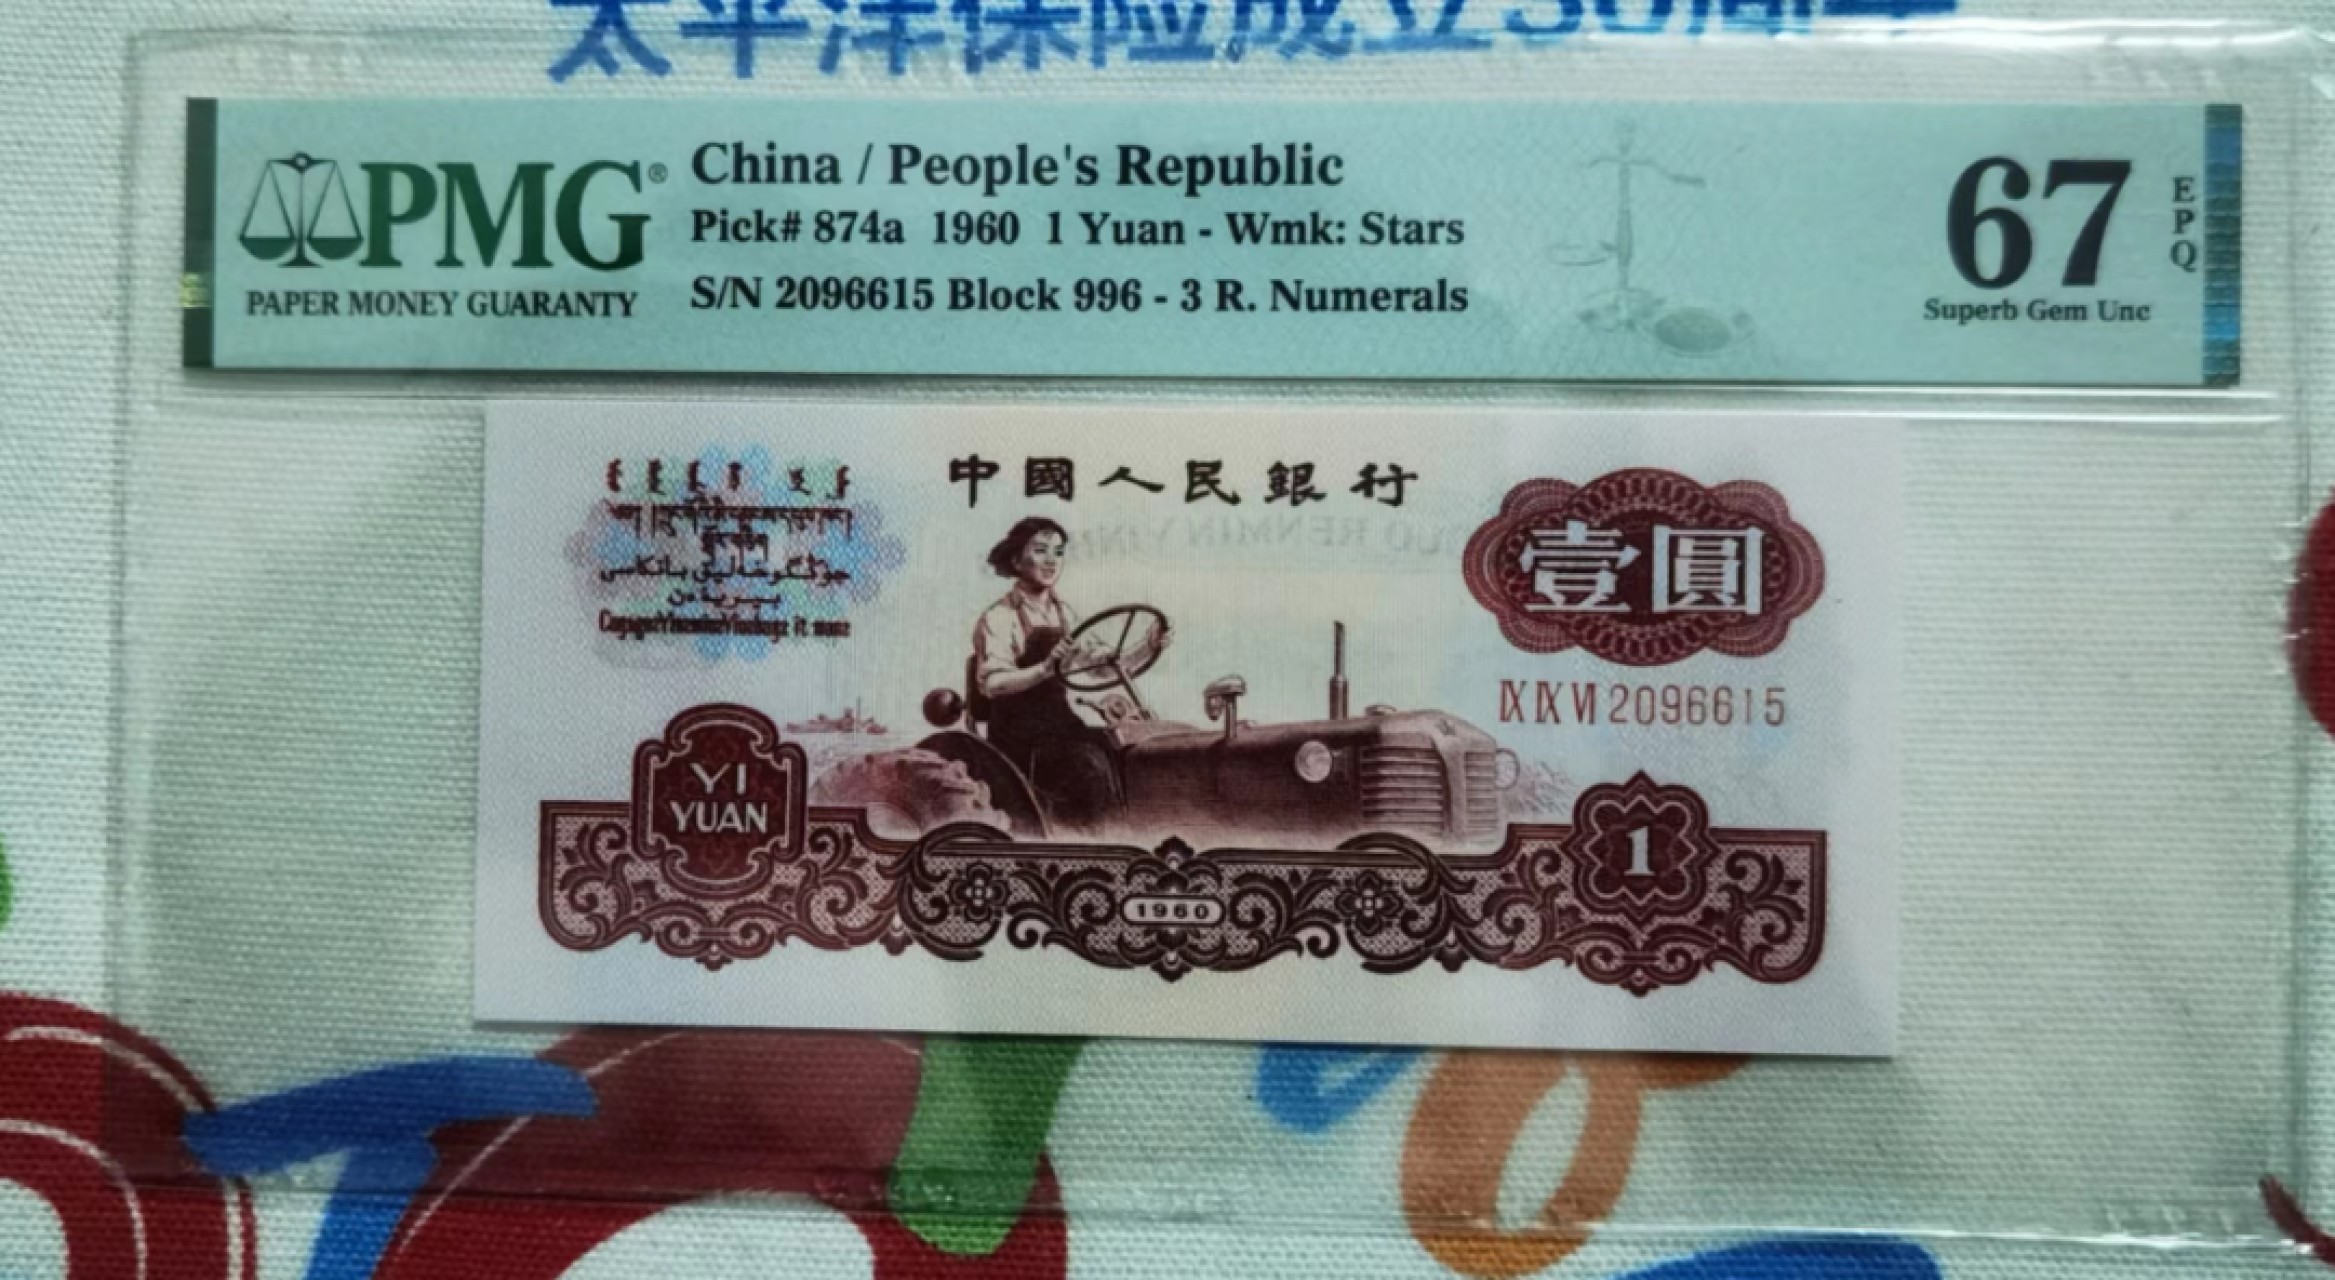 太平洋保险成立30周年
PMG®
PAPER MONEY GUARANTY
China / People's Republic
Pick# 874a 1960 1 Yuan - Wmk: Stars
S/N 2096615 Block 996 - 3 R. Numerals
67
EPQ
Superb Gem Unc
中國人民銀行
壹圓
ⅨⅨⅥ 2096615
YI
YUAN
1960
1